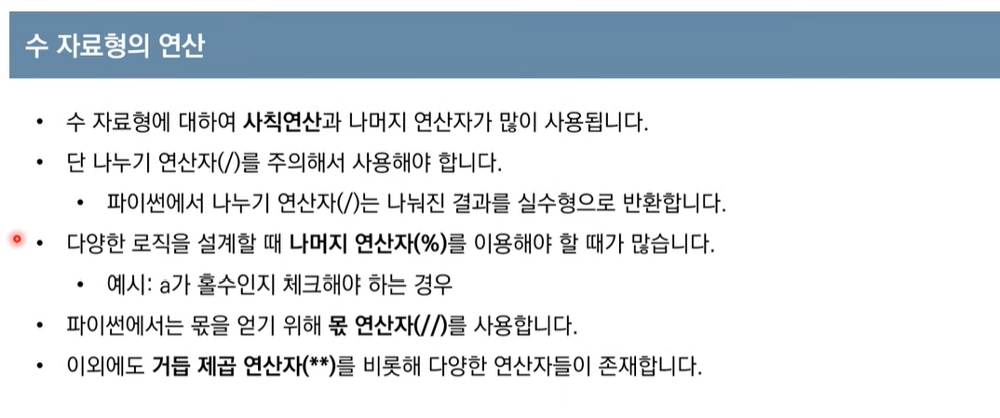 수 자료형의 연산
• 수 자료형에 대하여 사칙연산과 나머지 연산자가 많이 사용됩니다.
• 단 나누기 연산자(/)를 주의해서 사용해야 합니다.
• 파이썬에서 나누기 연산자(/)는 나눠진 결과를 실수형으로 반환합니다.
• 다양한 로직을 설계할 때 나머지 연산자(%)를 이용해야 할 때가 많습니다.
• 예시: a가 홀수인지 체크해야 하는 경우
• 파이썬에서는 몫을 얻기 위해 몫 연산자(//)를 사용합니다.
• 이외에도 거듭 제곱 연산자(**)를 비롯해 다양한 연산자들이 존재합니다.